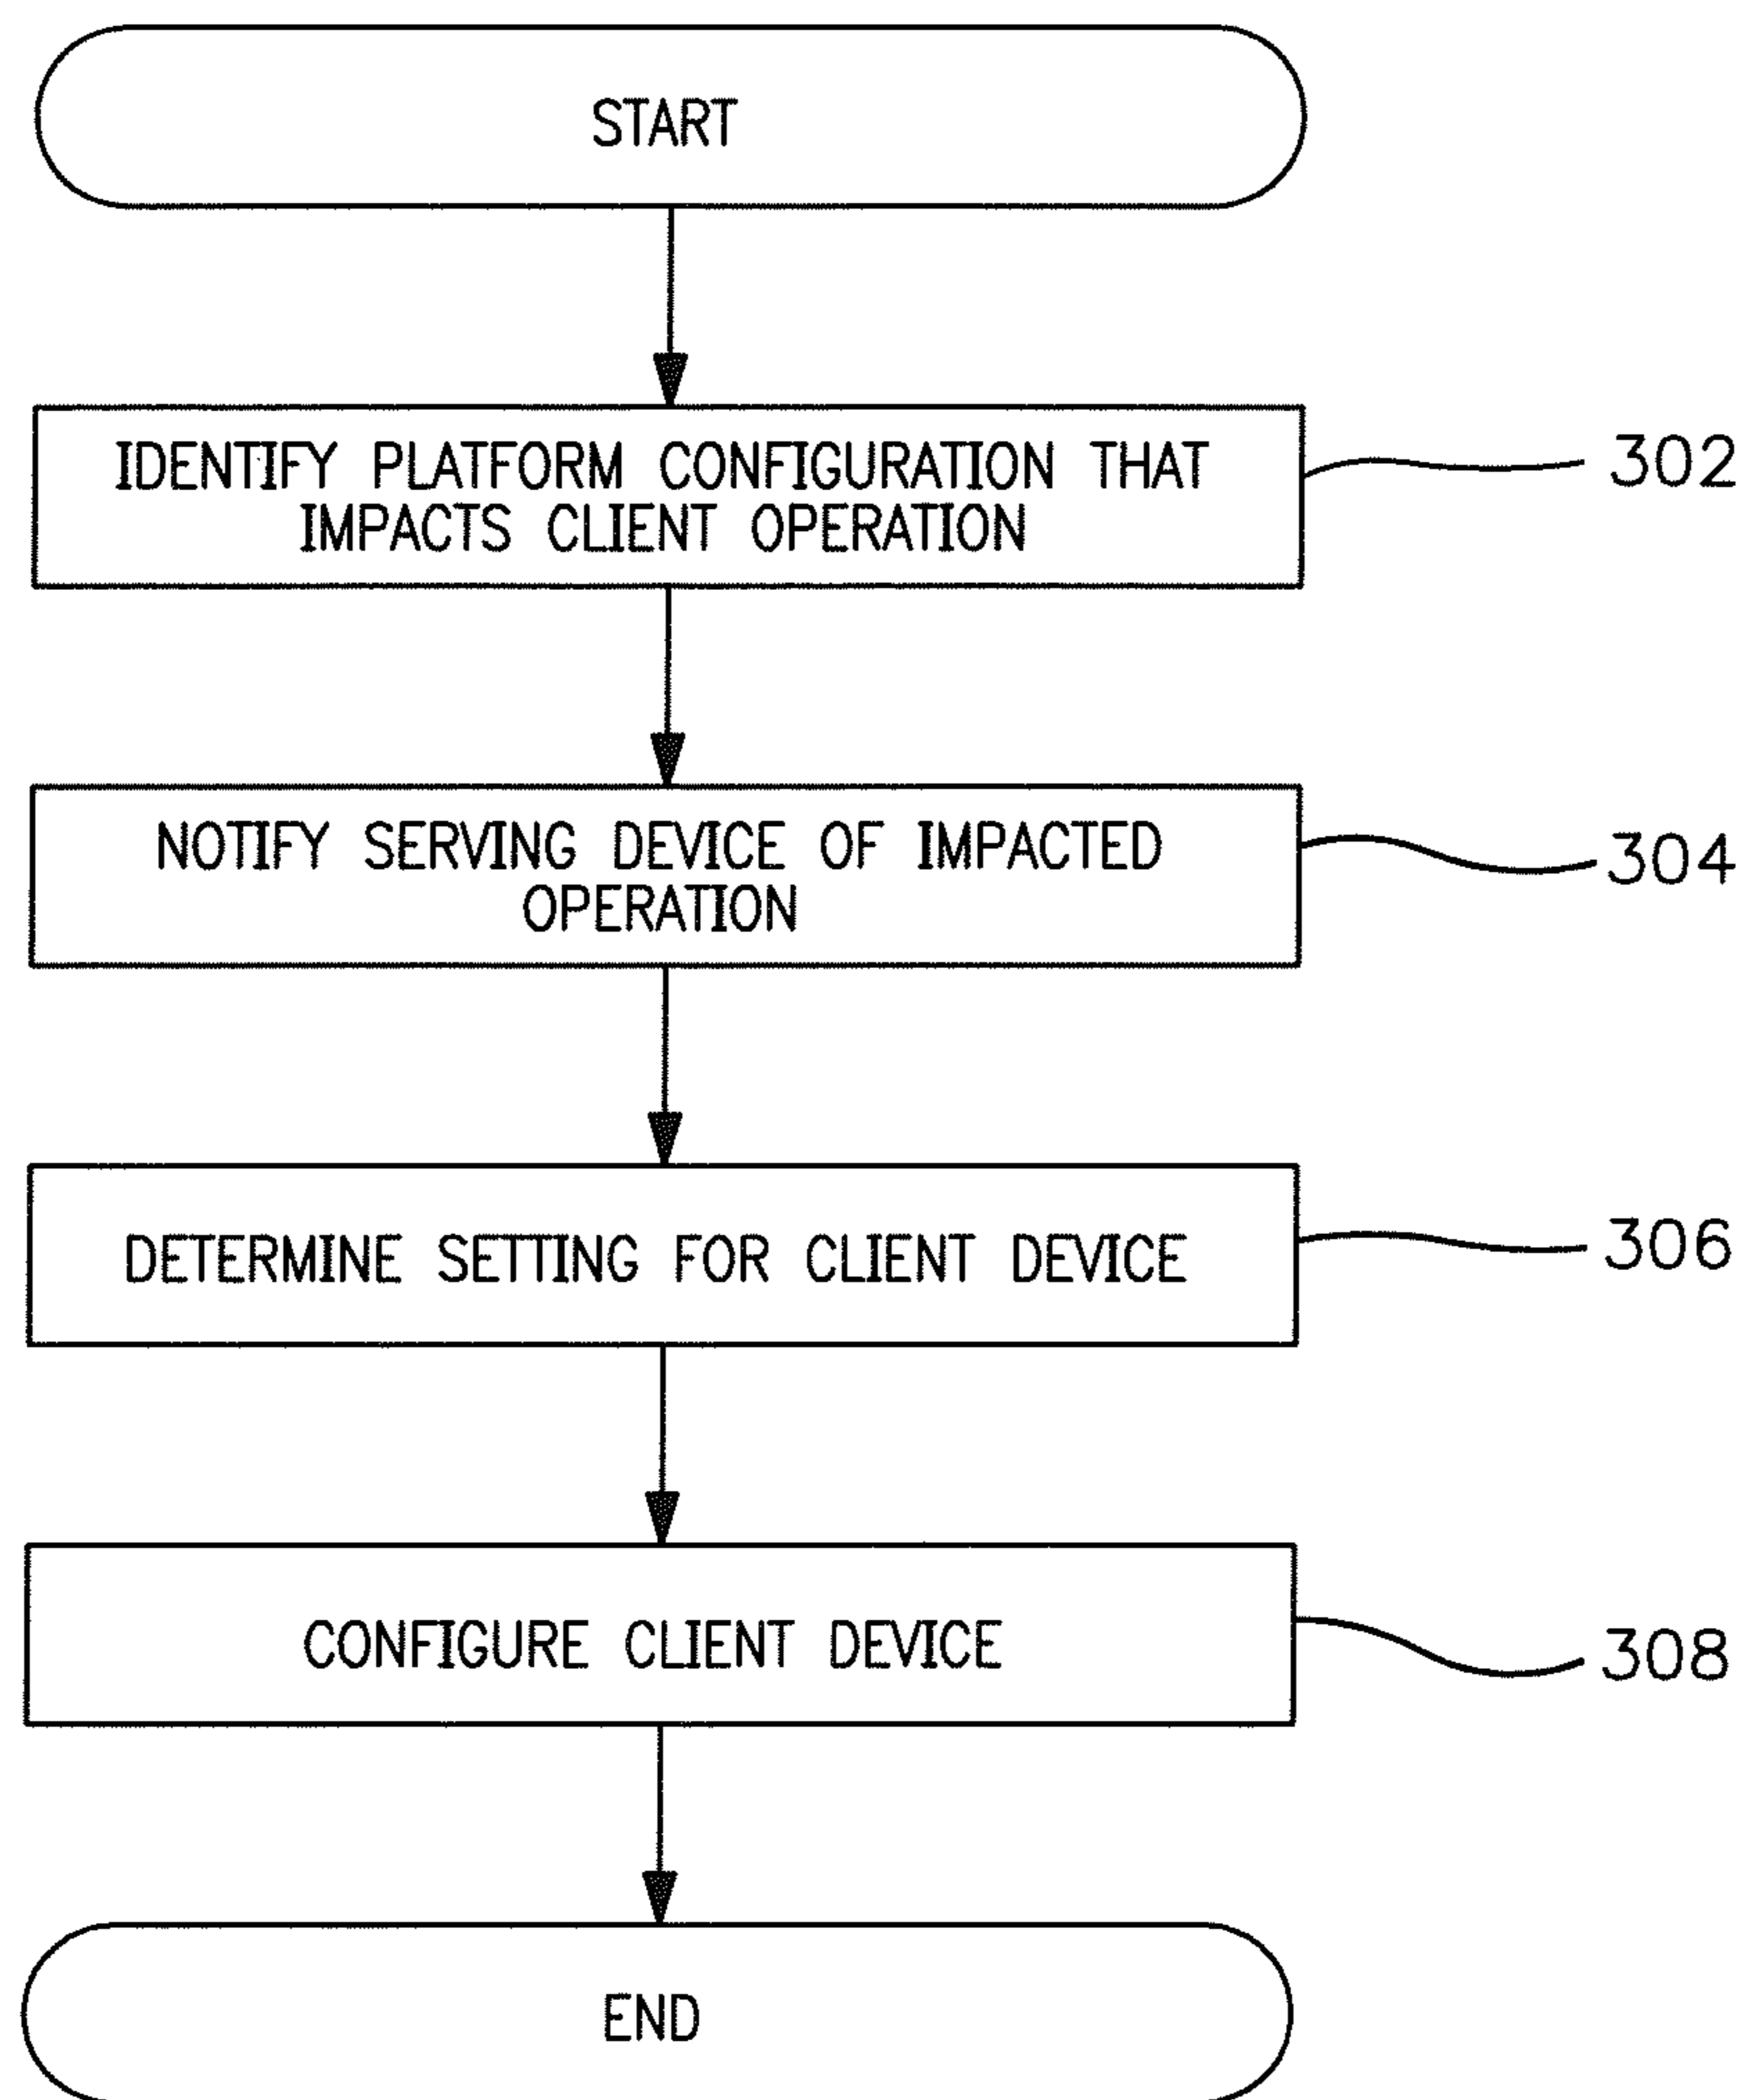 START
IDENTIFY PLATFORM CONFIGURATION THAT
IMPACTS CLIENT OPERATION
302
NOTIFY SERVING DEVICE OF IMPACTED
OPERATION
304
DETERMINE SETTING FOR CLIENT DEVICE
306
CONFIGURE CLIENT DEVICE
308
END